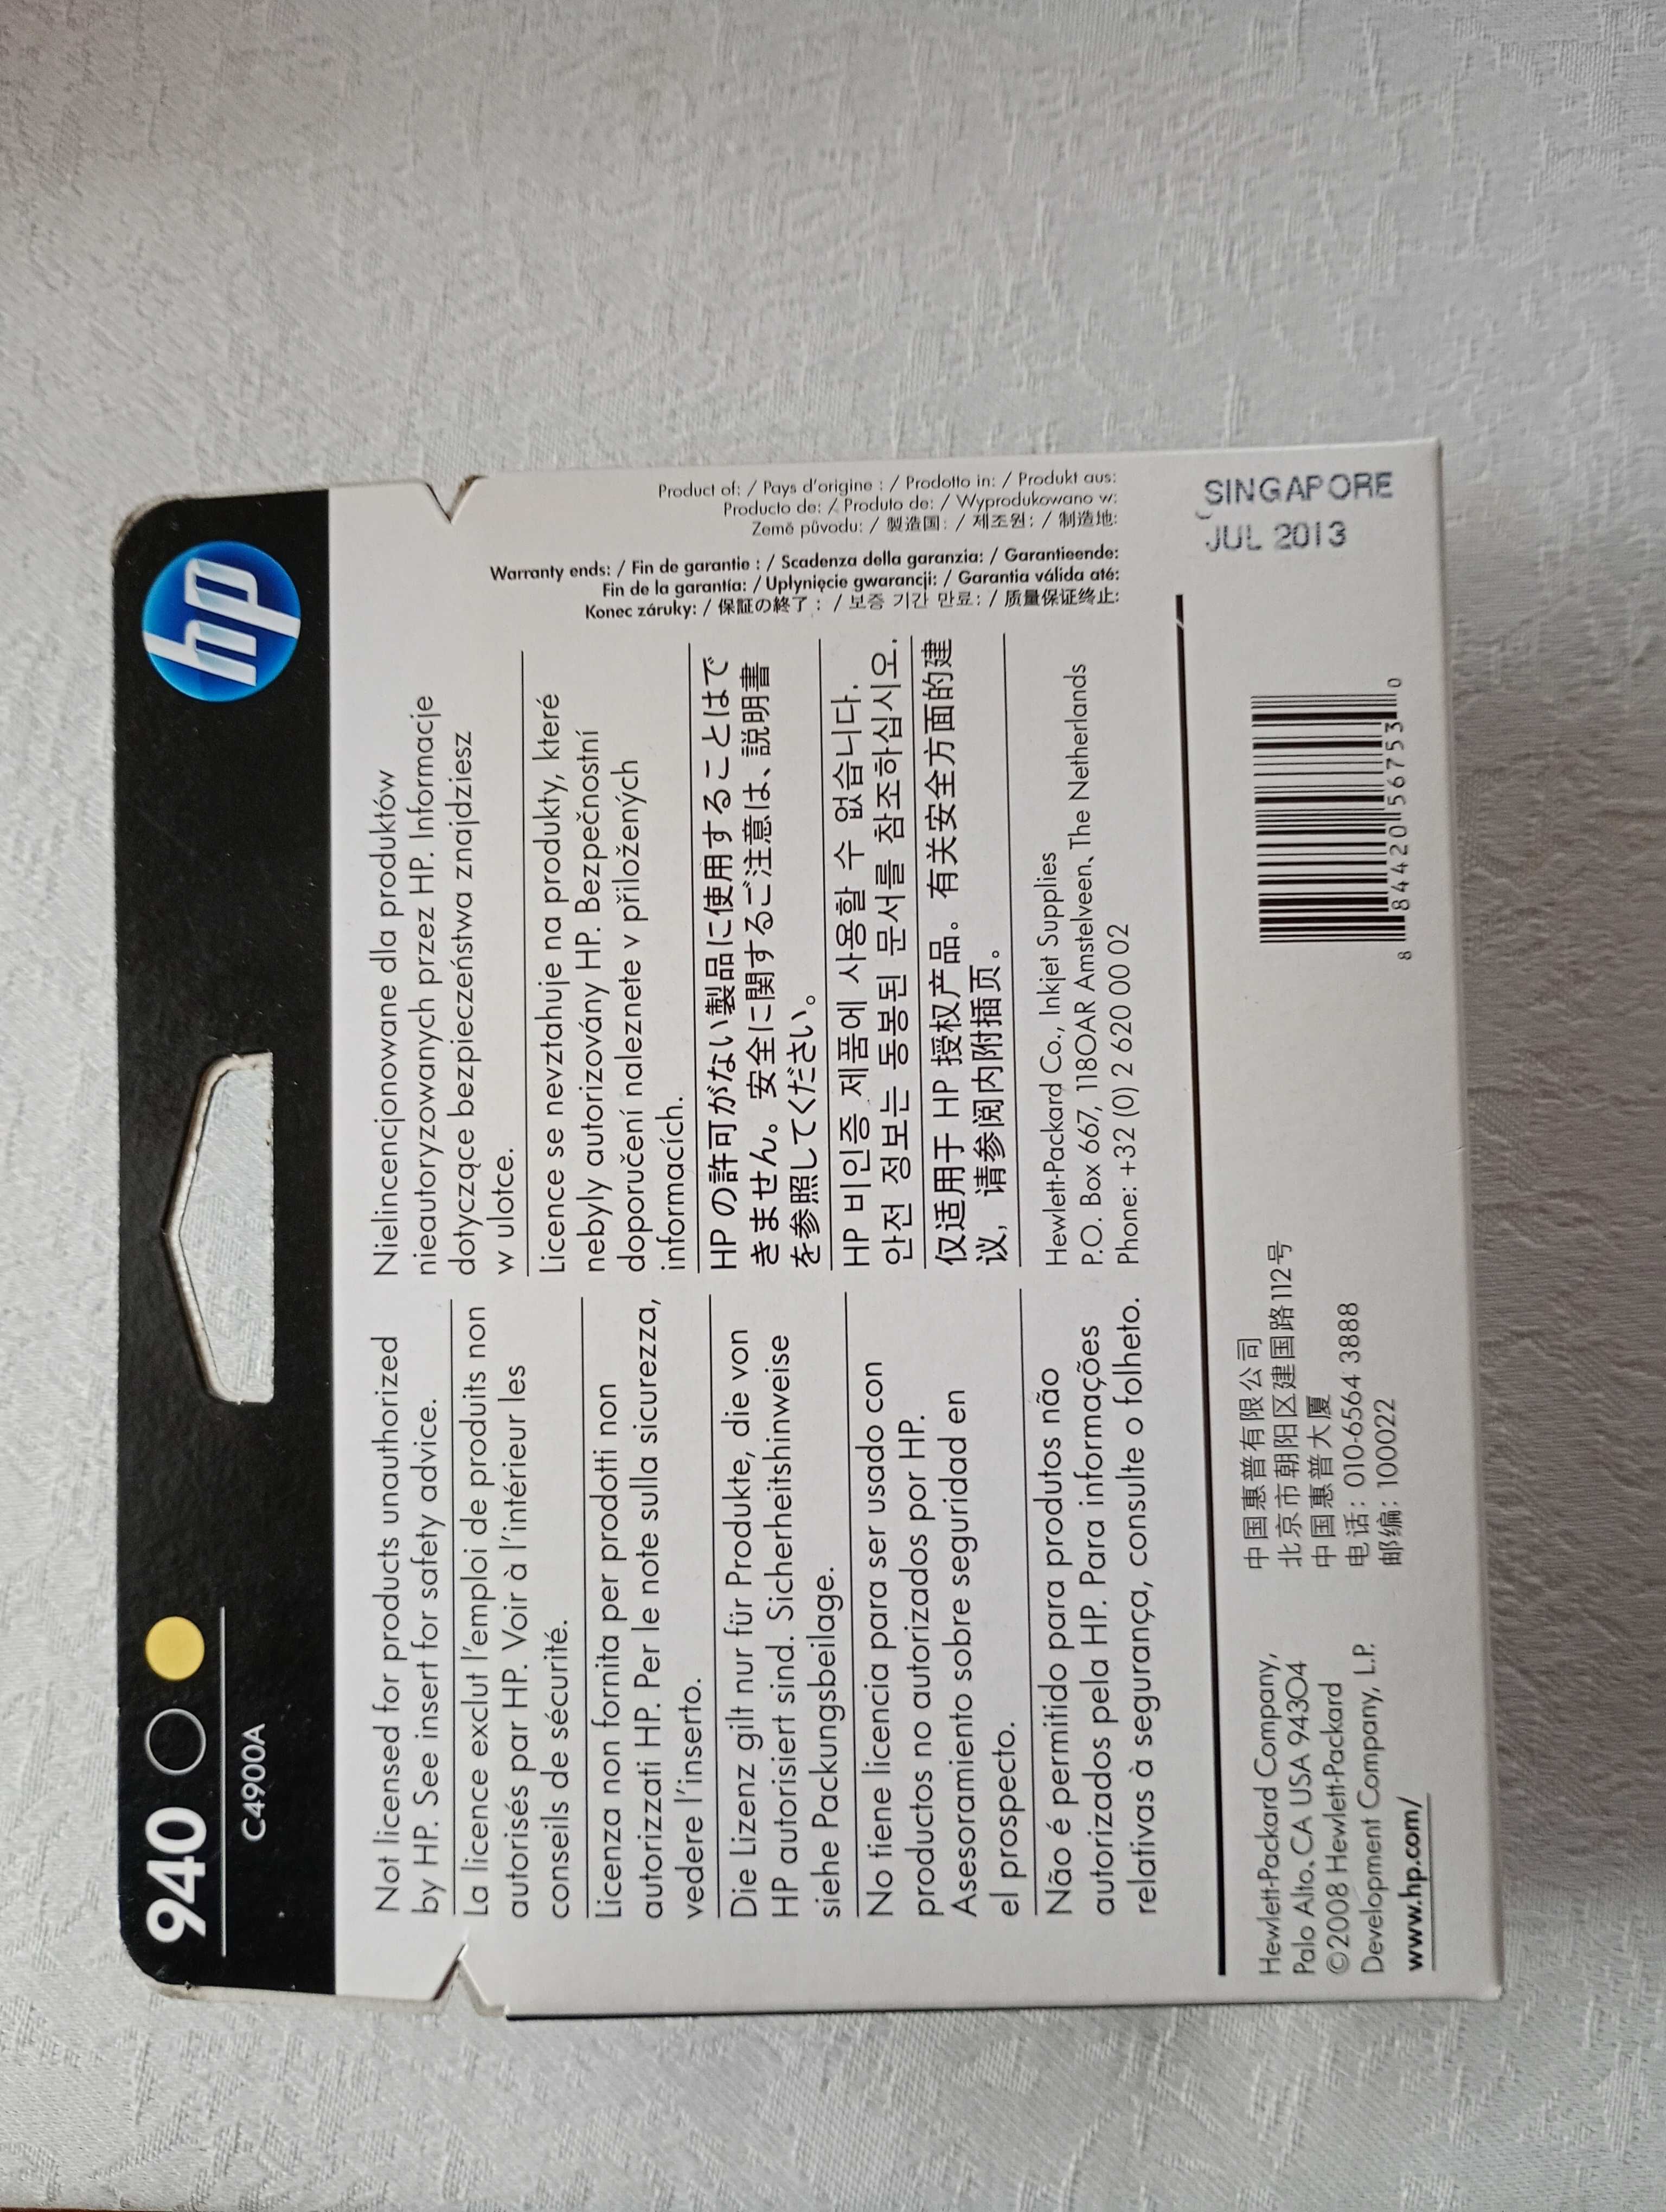 940
C4900A
hp
Not licensed for products unauthorized
by HP. See insert for safety advice.
La licence exclut l'emploi de produits non
autorisés par HP. Voir à l'intérieur les
conseils de sécurité.
Licenza non fornita per prodotti non
autorizzati HP. Per le note sulla sicurezza,
vedere l'inserto.
Die Lizenz gilt nur für Produkte, die von
HP autorisiert sind. Sicherheitshinweise
siehe Packungsbeilage.
No tiene licencia para ser usado con
productos no autorizados por HP.
Asesoramiento sobre seguridad en
el prospecto.
Não é permitido para produtos não
autorizados pela HP. Para informações
relativas à segurança, consulte o folheto.
Nielincencjonowane dla produktów
nieautoryzowanych przez HP. Informacje
dotyczące bezpieczeństwa znajdziesz
w ulotce.
Licence se nevztahuje na produkty, které
nebyly autorizovány HP. Bezpečnostní
doporučení naleznete v přiložených
informacích.
HP の許可がない製品に使用することはで
きません。安全に関するご注意は、説明書
を参照してください。
HP 비인증 제품에 사용할 수 없습니다.
안전 정보는 동봉된 문서를 참조하십시오.
仅适用于 HP 授权产品。有关安全方面的建
议，请参阅内附插页。
Hewlett-Packard Co., Inkjet Supplies
P.O. Box 667, 1180AR Amstelveen, The Netherlands
Phone: +32 (0) 2 620 00 02
Product of: / Pays d'origine : / Prodotto in: / Produkt aus:
Producto de: / Produto de: / Wyprodukowano w:
Země původu: / 製造国: / 제조원: / 制造地:
Warranty ends: / Fin de garantie : / Scadenza della garanzia: / Garantieende:
Fin de la garantía: / Upłynięcie gwarancji: / Garantia válida até:
Konec záruky: / 保証の終了 : / 보증 기간 만료: / 质量保证终止:
SINGAPORE
JUL 2013
Hewlett-Packard Company,
Palo Alto, CA USA 94304
©2008 Hewlett-Packard
Development Company, L.P.
www.hp.com/
中国惠普有限公司
北京市朝阳区建国路112号
中国惠普大厦
电话: 010-6564 3888
邮编: 100022
8 84420 56753 0